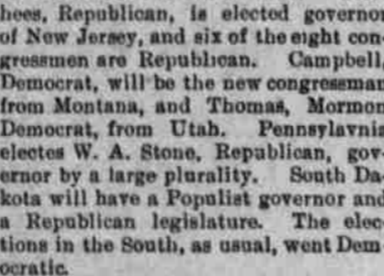 hees, Republican, is elected governor
of New Jersey, and six of the eight con-
gressmen are Republican. Campbell,
Democrat, will be the new congressman
from Montana, and Thomas, Mormon
Democrat, from Utah. Pennsylavnia
electes W. A. Stone, Republican, gov-
ernor by a large plurality. South Da-
kota will have a Populist governor and
a Republican legislature. The elec-
tions in the South, as usual, went Dem-
ocratic.